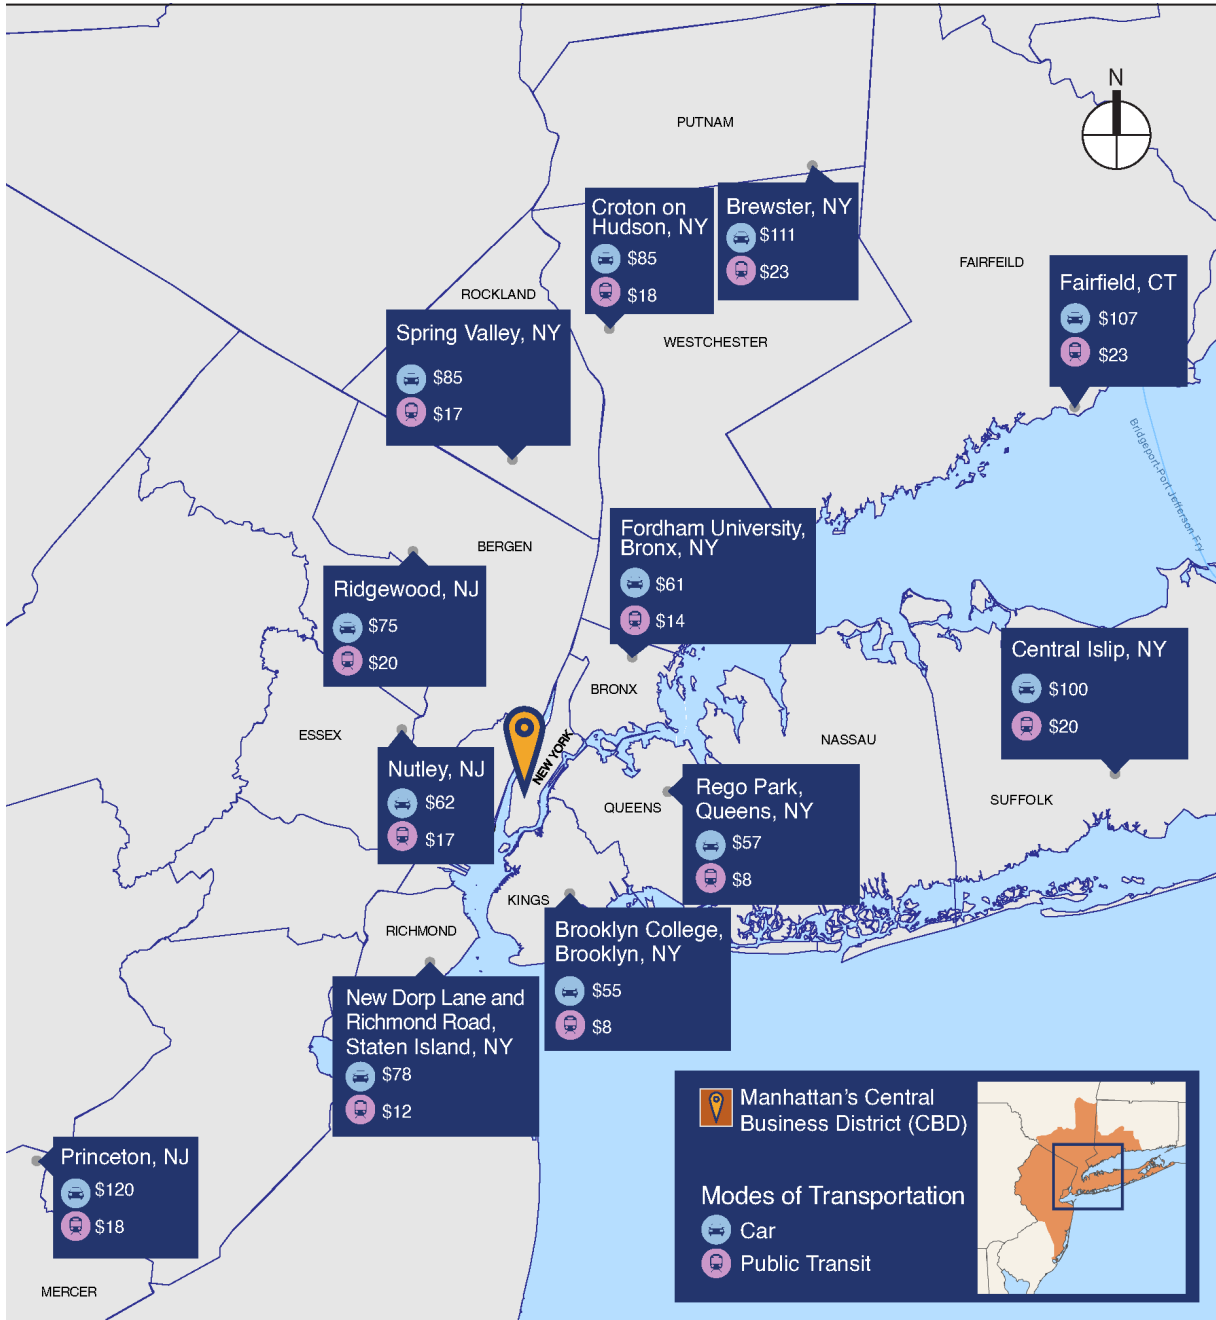 N
PUTNAM
Croton on
Hudson, NY
$85
$18
Brewster, NY
$111
$23
FAIRFEILD
Fairfield, CT
$107
$23
ROCKLAND
Spring Valley, NY
$85
$17
WESTCHESTER
Bridgeport-Port Jefferson Fry
Fordham University,
Bronx, NY
$61
$14
BERGEN
Ridgewood, NJ
$75
$20
Central Islip, NY
$100
$20
BRONX
ESSEX
NEW YORK
NASSAU
Nutley, NJ
$62
$17
QUEENS
Rego Park,
Queens, NY
$57
$8
SUFFOLK
KINGS
RICHMOND
Brooklyn College,
Brooklyn, NY
$55
$8
New Dorp Lane and
Richmond Road,
Staten Island, NY
$78
$12
Princeton, NJ
$120
$18
MERCER
Manhattan's Central
Business District (CBD)
Modes of Transportation
Car
Public Transit